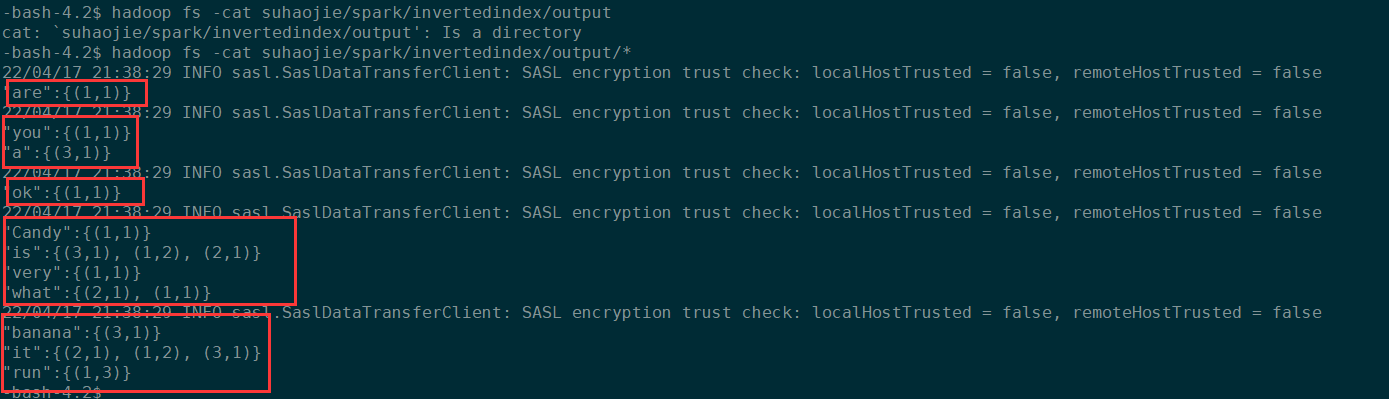 -bash-4.2$ hadoop fs -cat suhaojie/spark/invertedindex/output
cat: `suhaojie/spark/invertedindex/output': Is a directory
-bash-4.2$ hadoop fs -cat suhaojie/spark/invertedindex/output/*
22/04/17 21:38:29 INFO sasl.SaslDataTransferClient: SASL encryption trust check: localHostTrusted = false, remoteHostTrusted = false
"are":{(1,1)}
22/04/17 21:38:29 INFO sasl.SaslDataTransferClient: SASL encryption trust check: localHostTrusted = false, remoteHostTrusted = false
"you":{(1,1)}
"a":{(3,1)}
22/04/17 21:38:29 INFO sasl.SaslDataTransferClient: SASL encryption trust check: localHostTrusted = false, remoteHostTrusted = false
"ok":{(1,1)}
22/04/17 21:38:29 INFO sasl.SaslDataTransferClient: SASL encryption trust check: localHostTrusted = false, remoteHostTrusted = false
"Candy":{(1,1)}
"is":{(3,1), (1,2), (2,1)}
"very":{(1,1)}
"what":{(2,1), (1,1)}
22/04/17 21:38:29 INFO sasl.SaslDataTransferClient: SASL encryption trust check: localHostTrusted = false, remoteHostTrusted = false
"banana":{(3,1)}
"it":{(2,1), (1,2), (3,1)}
"run":{(1,3)}
-bash-4.2$